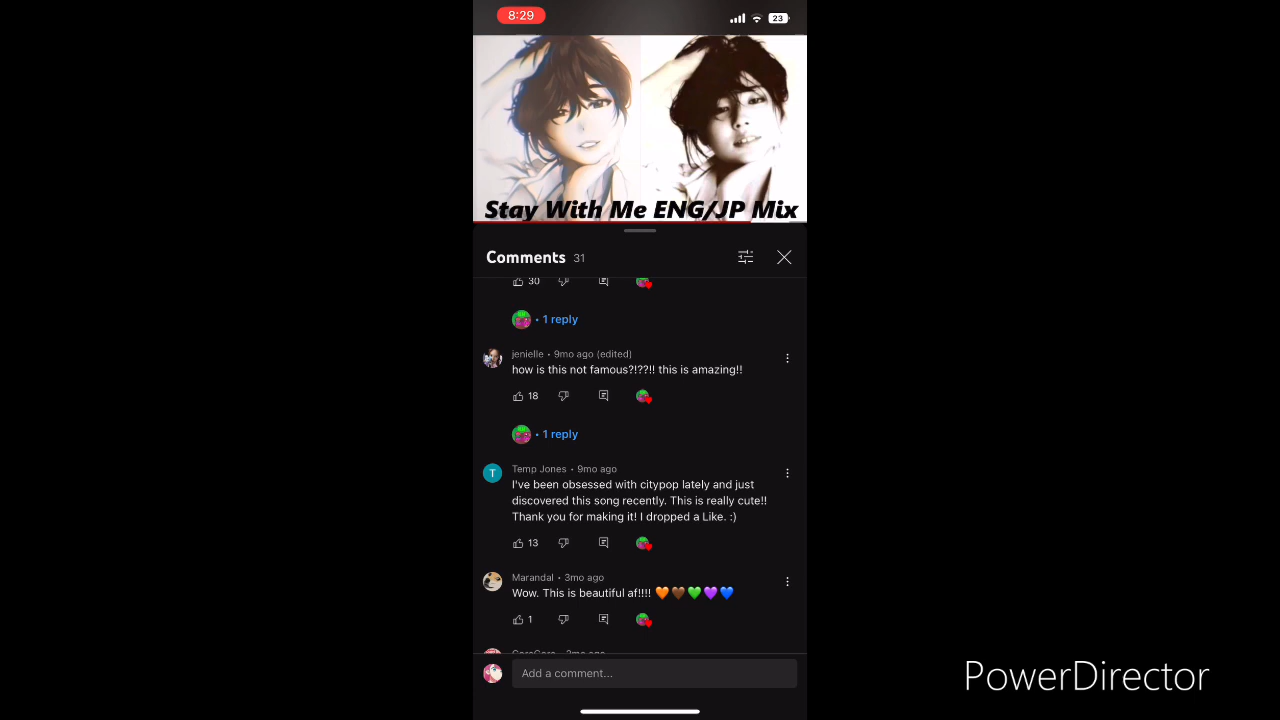 8:29
23
Stay With Me ENG/JP Mix
Comments 31
30
• 1 reply
jenielle • 9mo ago (edited)
how is this not famous?!??!! this is amazing!!
18
• 1 reply
T
Temp Jones • 9mo ago
I've been obsessed with citypop lately and just
discovered this song recently. This is really cute!!
Thank you for making it! I dropped a Like. :)
13
Marandal • 3mo ago
Wow. This is beautiful af!!!! 🧡🤎💚💜💙
1
Add a comment...
PowerDirector